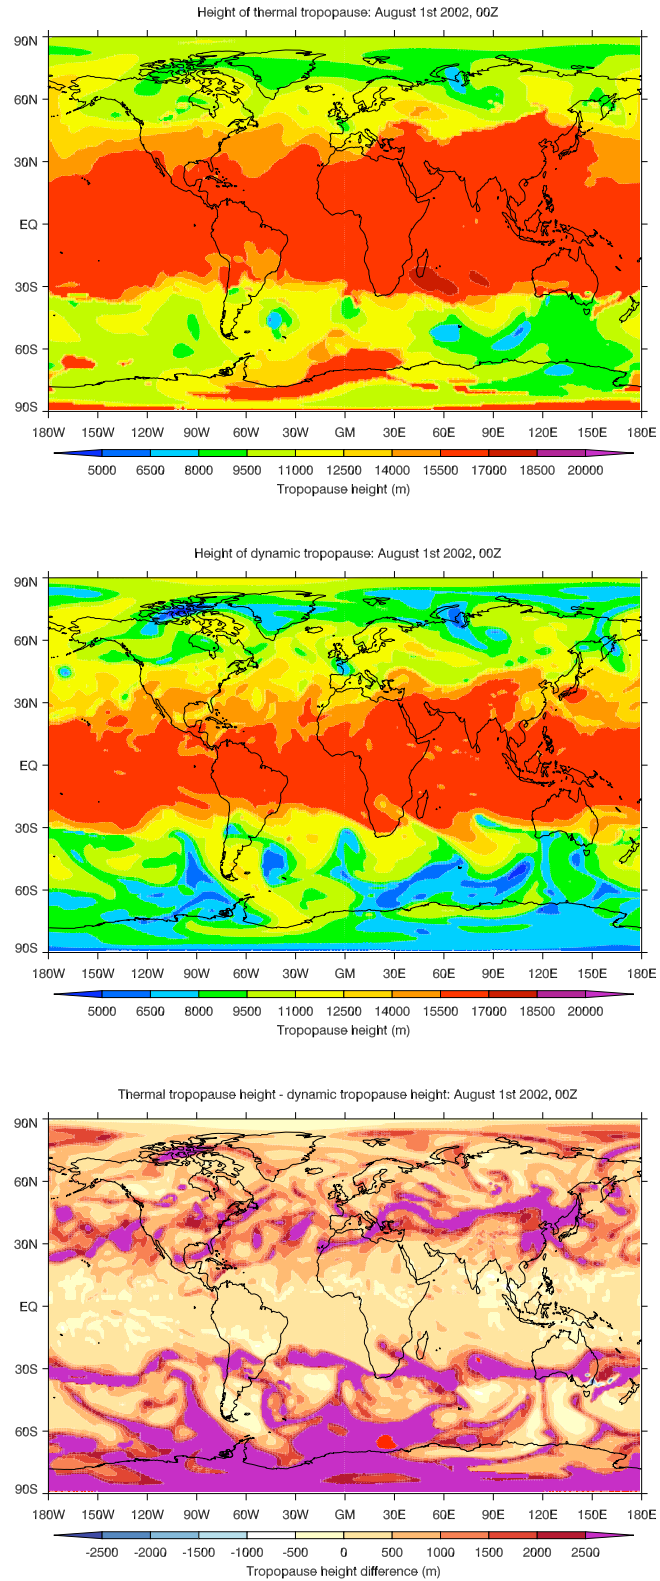 Height of thermal tropopause: August 1st 2002, 00Z
90N
60N
30N
EQ
30S
60S
90S
180W 150W 120W 90W 60W 30W GM 30E 60E 90E 120E 150E 180E
5000 6500 8000 9500 11000 12500 14000 15500 17000 18500 20000
Tropopause height (m)
Height of dynamic tropopause: August 1st 2002, 00Z
90N
60N
30N
EQ
30S
60S
90S
180W 150W 120W 90W 60W 30W GM 30E 60E 90E 120E 150E 180E
5000 6500 8000 9500 11000 12500 14000 15500 17000 18500 20000
Tropopause height (m)
Thermal tropopause height - dynamic tropopause height: August 1st 2002, 00Z
90N
60N
30N
EQ
30S
60S
90S
180W 150W 120W 90W 60W 30W GM 30E 60E 90E 120E 150E 180E
-2500 -2000 -1500 -1000 -500 0 500 1000 1500 2000 2500
Tropopause height difference (m)